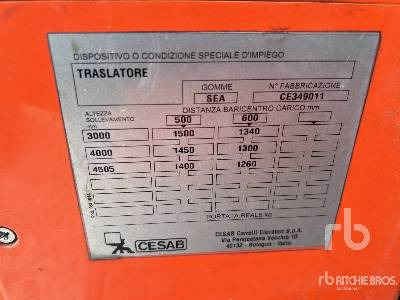 DISPOSITIVO O CONDIZIONE SPECIALE D'IMPIEGO
TRASLATORE
GOMME N° FABBRICAZIONE
SEA CE349011
ALTEZZA SOLLEVAMENTO mm DISTANZA BARICENTRO CARICO mm
500 600
3000 1500 1340
4000 1450 1300
4505 1400 1260
PORTATA REALE kg
CESAB
CESAB Carrelli Elevatori S.p.A.
Via Persicetana Vecchia 10
40132 - Bologna - Italia
rb
rb RITCHIE BROS.
Auctioneers